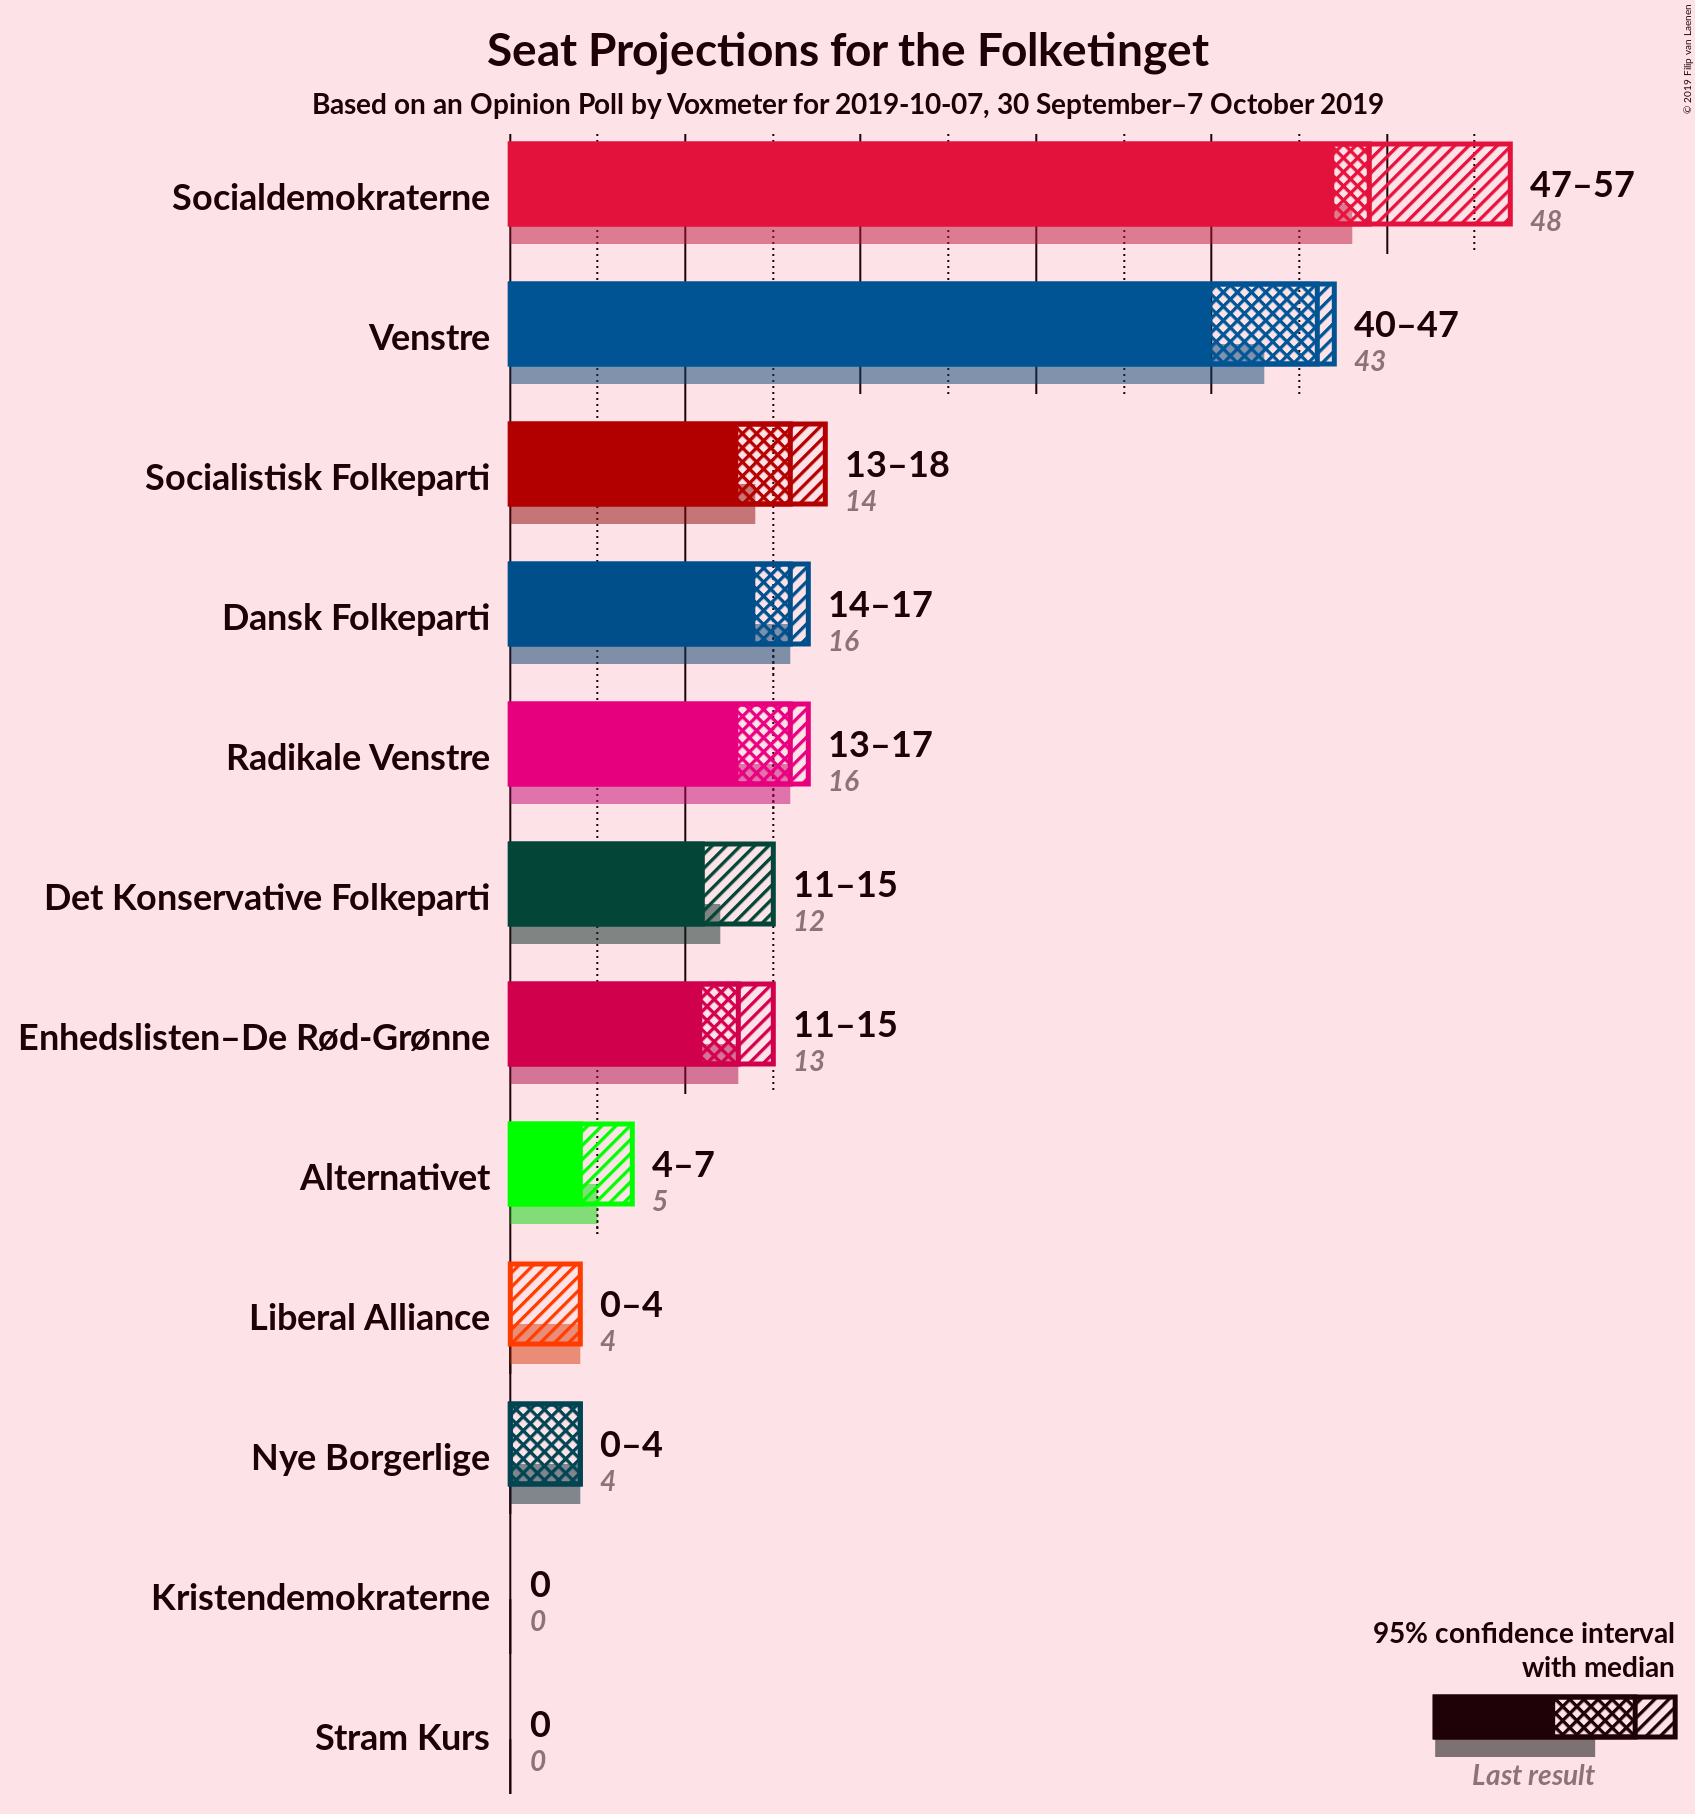 Seat Projections for the Folketinget
Based on an Opinion Poll by Voxmeter for 2019-10-07, 30 September–7 October 2019
© 2019 Filip van Laenen
Socialdemokraterne
47–57
48
Venstre
40–47
43
Socialistisk Folkeparti
13–18
14
Dansk Folkeparti
14–17
16
Radikale Venstre
13–17
16
Det Konservative Folkeparti
11–15
12
Enhedslisten–De Rød-Grønne
11–15
13
Alternativet
4–7
5
Liberal Alliance
0–4
4
Nye Borgerlige
0–4
4
Kristendemokraterne
0
0
Stram Kurs
0
0
95% confidence interval
with median
Last result